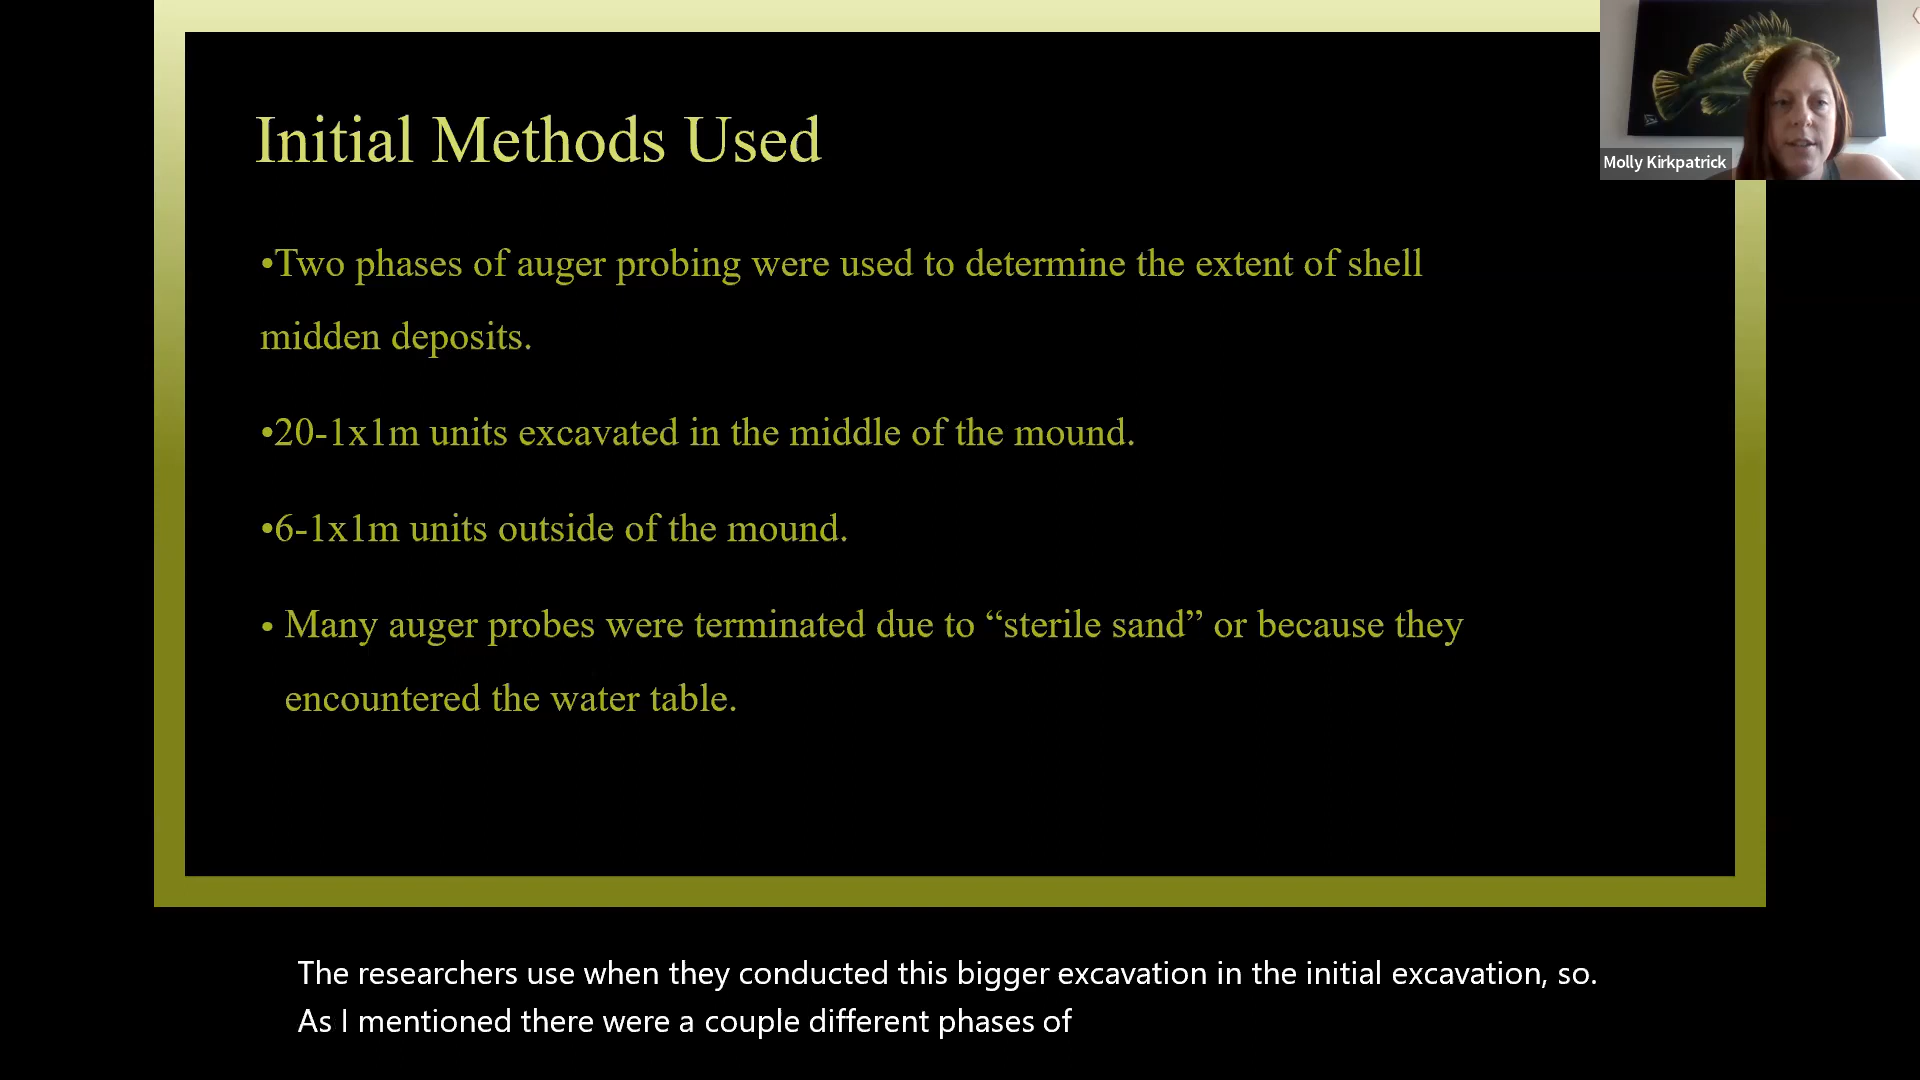 Initial Methods Used
•Two phases of auger probing were used to determine the extent of shell
midden deposits.
•20-1x1m units excavated in the middle of the mound.
•6-1x1m units outside of the mound.
• Many auger probes were terminated due to “sterile sand” or because they
encountered the water table.
Molly Kirkpatrick
The researchers use when they conducted this bigger excavation in the initial excavation, so.
As I mentioned there were a couple different phases of